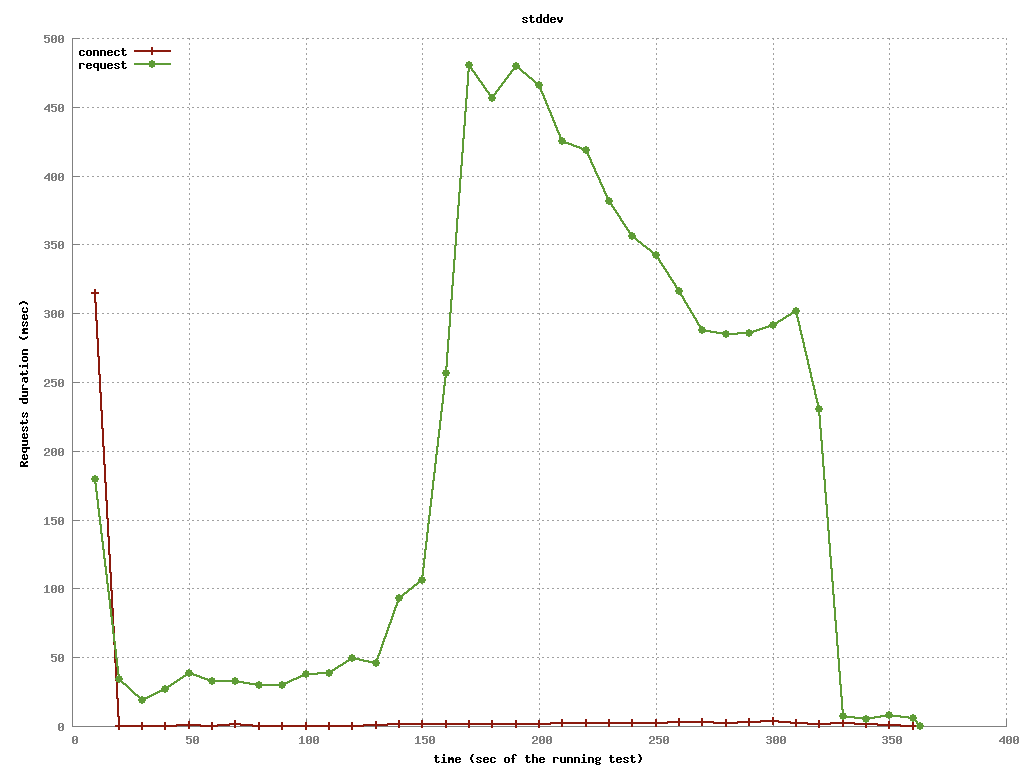 stddev
connect
request
500
450
400
350
300
250
200
150
100
50
0
Requests duration (msec)
0 50 100 150 200 250 300 350 400
time (sec of the running test)